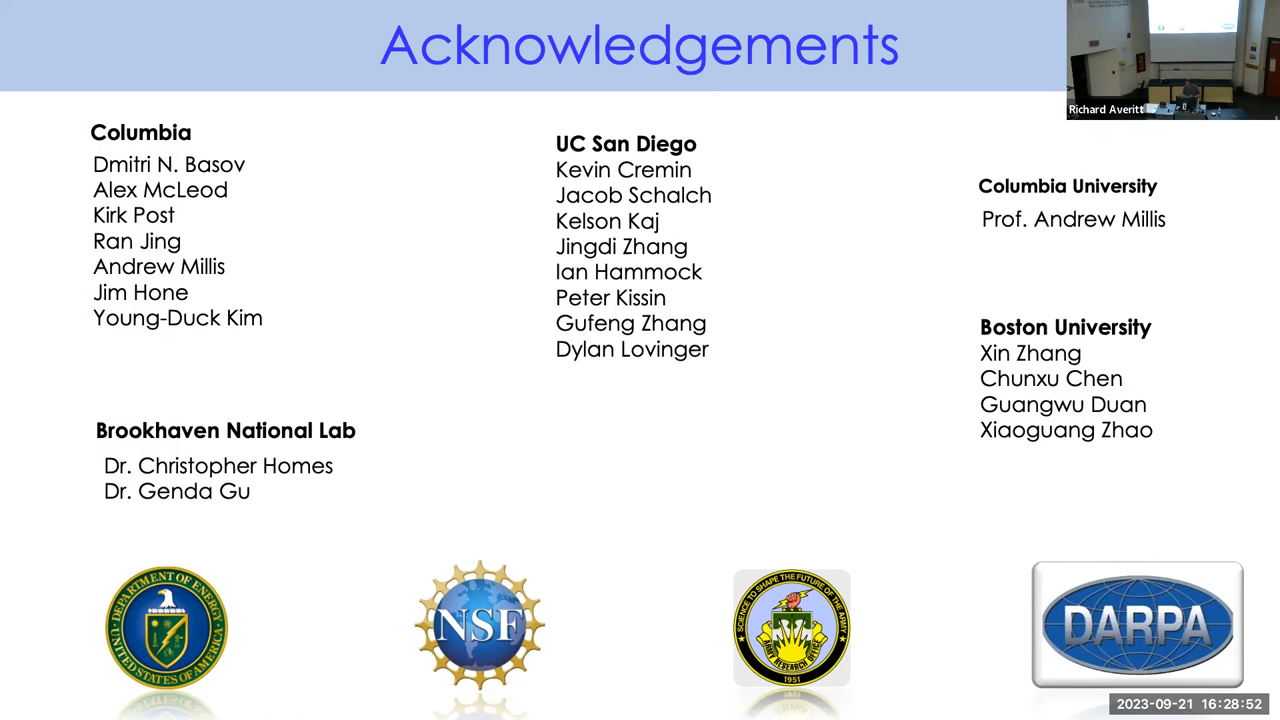 Acknowledgements
Richard Averitt
Columbia
Dmitri N. Basov
Alex McLeod
Kirk Post
Ran Jing
Andrew Millis
Jim Hone
Young-Duck Kim
Brookhaven National Lab
Dr. Christopher Homes
Dr. Genda Gu
UC San Diego
Kevin Cremin
Jacob Schalch
Kelson Kaj
Jingdi Zhang
Ian Hammock
Peter Kissin
Gufeng Zhang
Dylan Lovinger
Columbia University
Prof. Andrew Millis
Boston University
Xin Zhang
Chunxu Chen
Guangwu Duan
Xiaoguang Zhao
DEPARTMENT OF ENERGY
UNITED STATES OF AMERICA
NSF
SCIENCE TO SHAPE THE FUTURE OF THE ARMY
ARMY RESEARCH OFFICE
1951
DARPA
2023-09-21 16:28:52